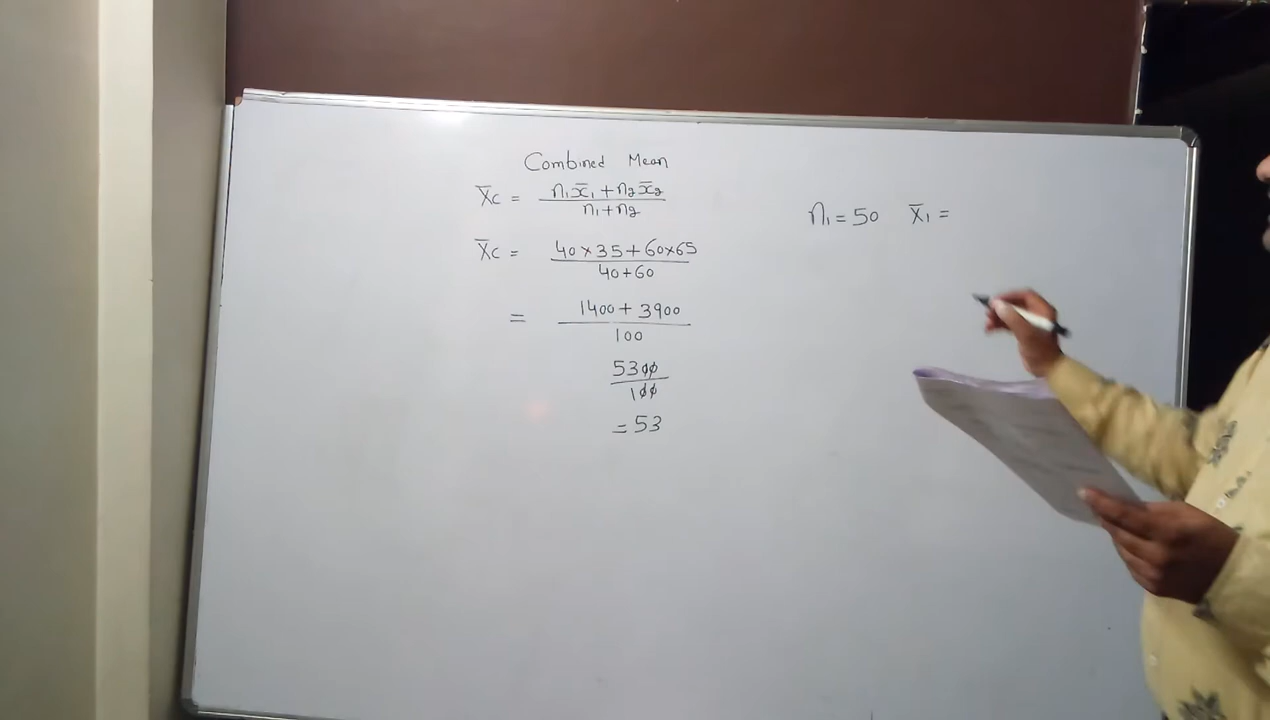 Combined Mean
X̄c = n₁x̄₁ + n₂x̄₂ / n₁ + n₂
X̄c = 40×35 + 60×65 / 40+60
= 1400 + 3900 / 100
5300 / 100
= 53
n₁ = 50 x̄₁ =